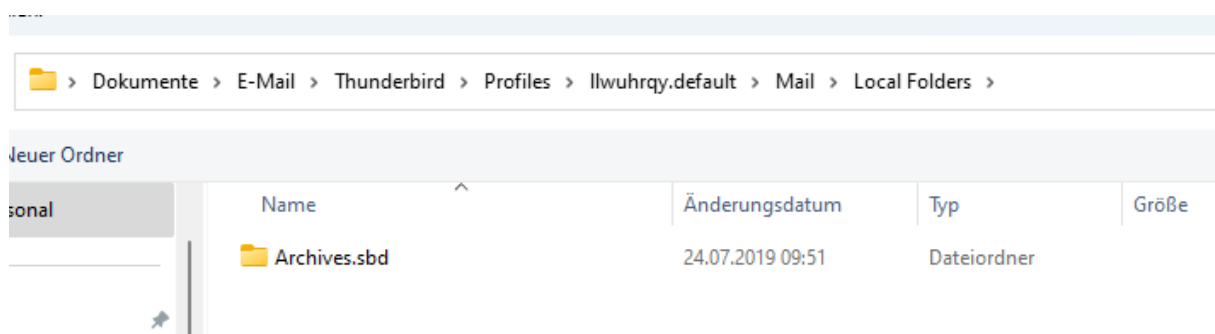 Dokumente > E-Mail > Thunderbird > Profiles > llwuhrqy.default > Mail > Local Folders >
Neuer Ordner
sonal
Name Änderungsdatum Typ Größe
Archives.sbd 24.07.2019 09:51 Dateiordner